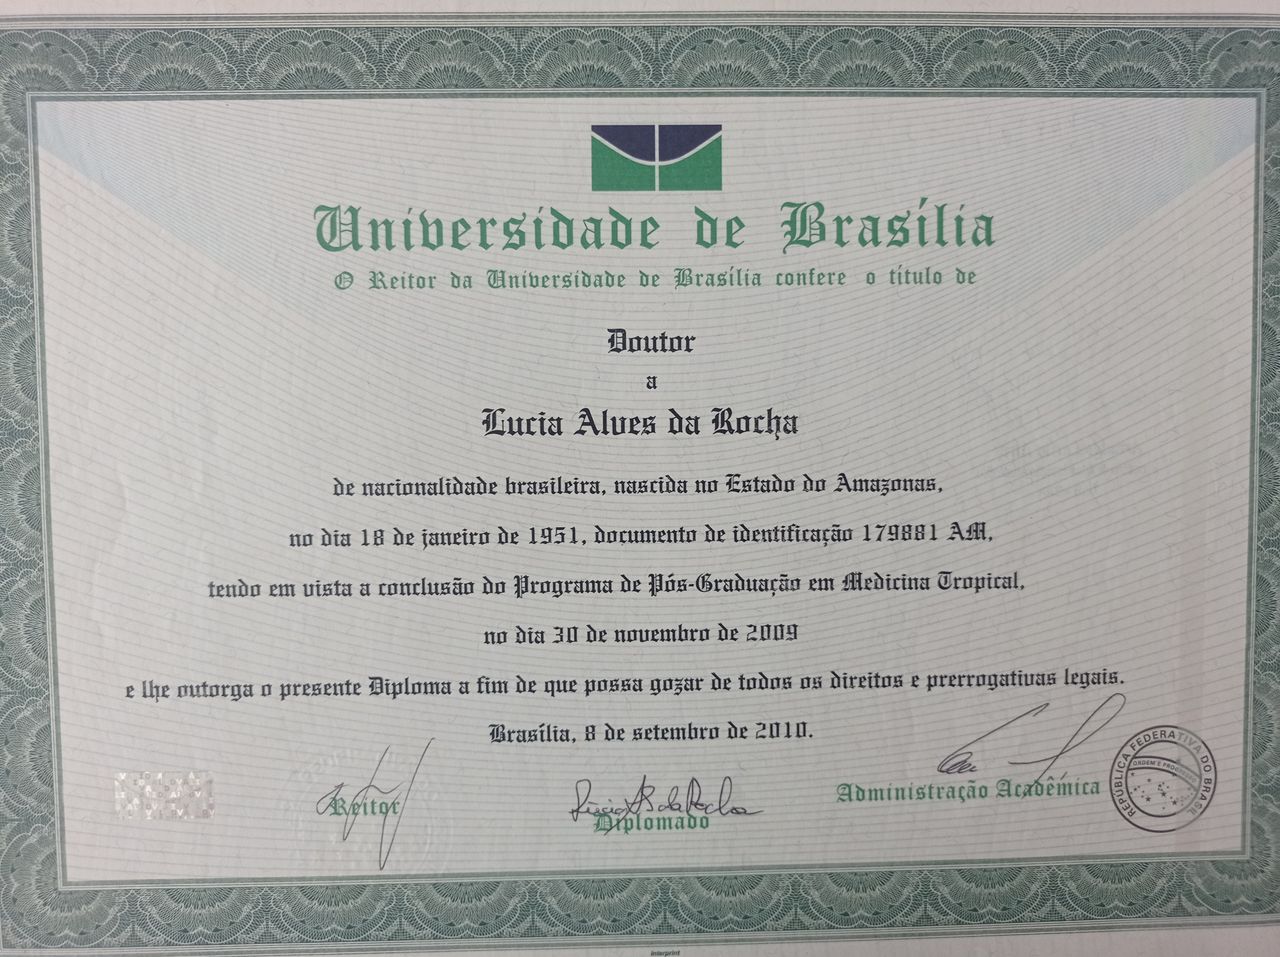 Universidade de Brasília
O Reitor da Universidade de Brasília confere o título de
Doutor
a
Lucia Alves da Rocha
de nacionalidade brasileira, nascida no Estado do Amazonas,
no dia 18 de janeiro de 1951, documento de identificação 179881 AM,
tendo em vista a conclusão do Programa de Pós-Graduação em Medicina Tropical,
no dia 30 de novembro de 2009
e lhe outorga o presente Diploma a fim de que possa gozar de todos os direitos e prerrogativas legais.
Brasília, 8 de setembro de 2010.
Reitor
Diplomado
Administração Acadêmica
REPÚBLICA FEDERATIVA DO BRASIL
ORDEM E PROGRESSO
Interprint